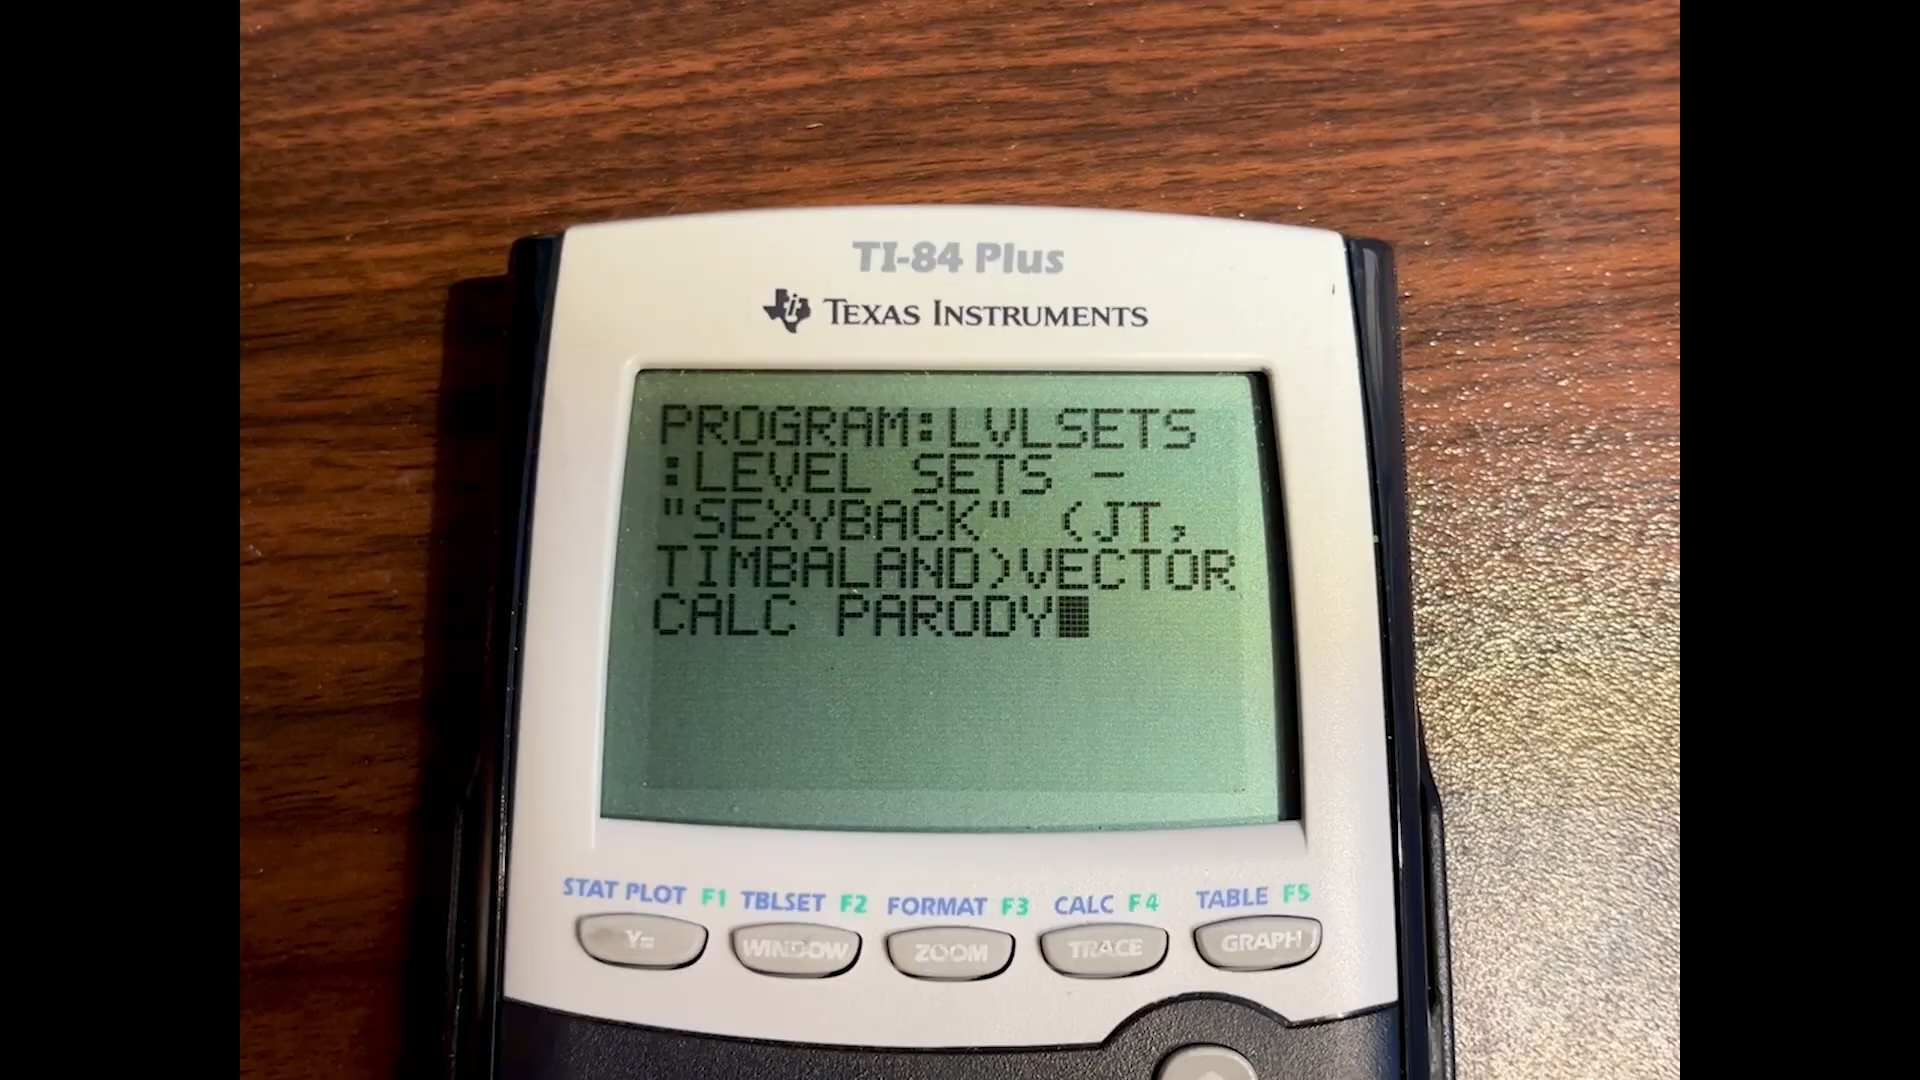 TI-84 Plus
TEXAS INSTRUMENTS
PROGRAM:LVLSETS
:LEVEL SETS -
"SEXYBACK" (JT,
TIMBALAND)VECTOR
CALC PARODY
STAT PLOT F1 TBLSET F2 FORMAT F3 CALC F4 TABLE F5
Y= WINDOW ZOOM TRACE GRAPH